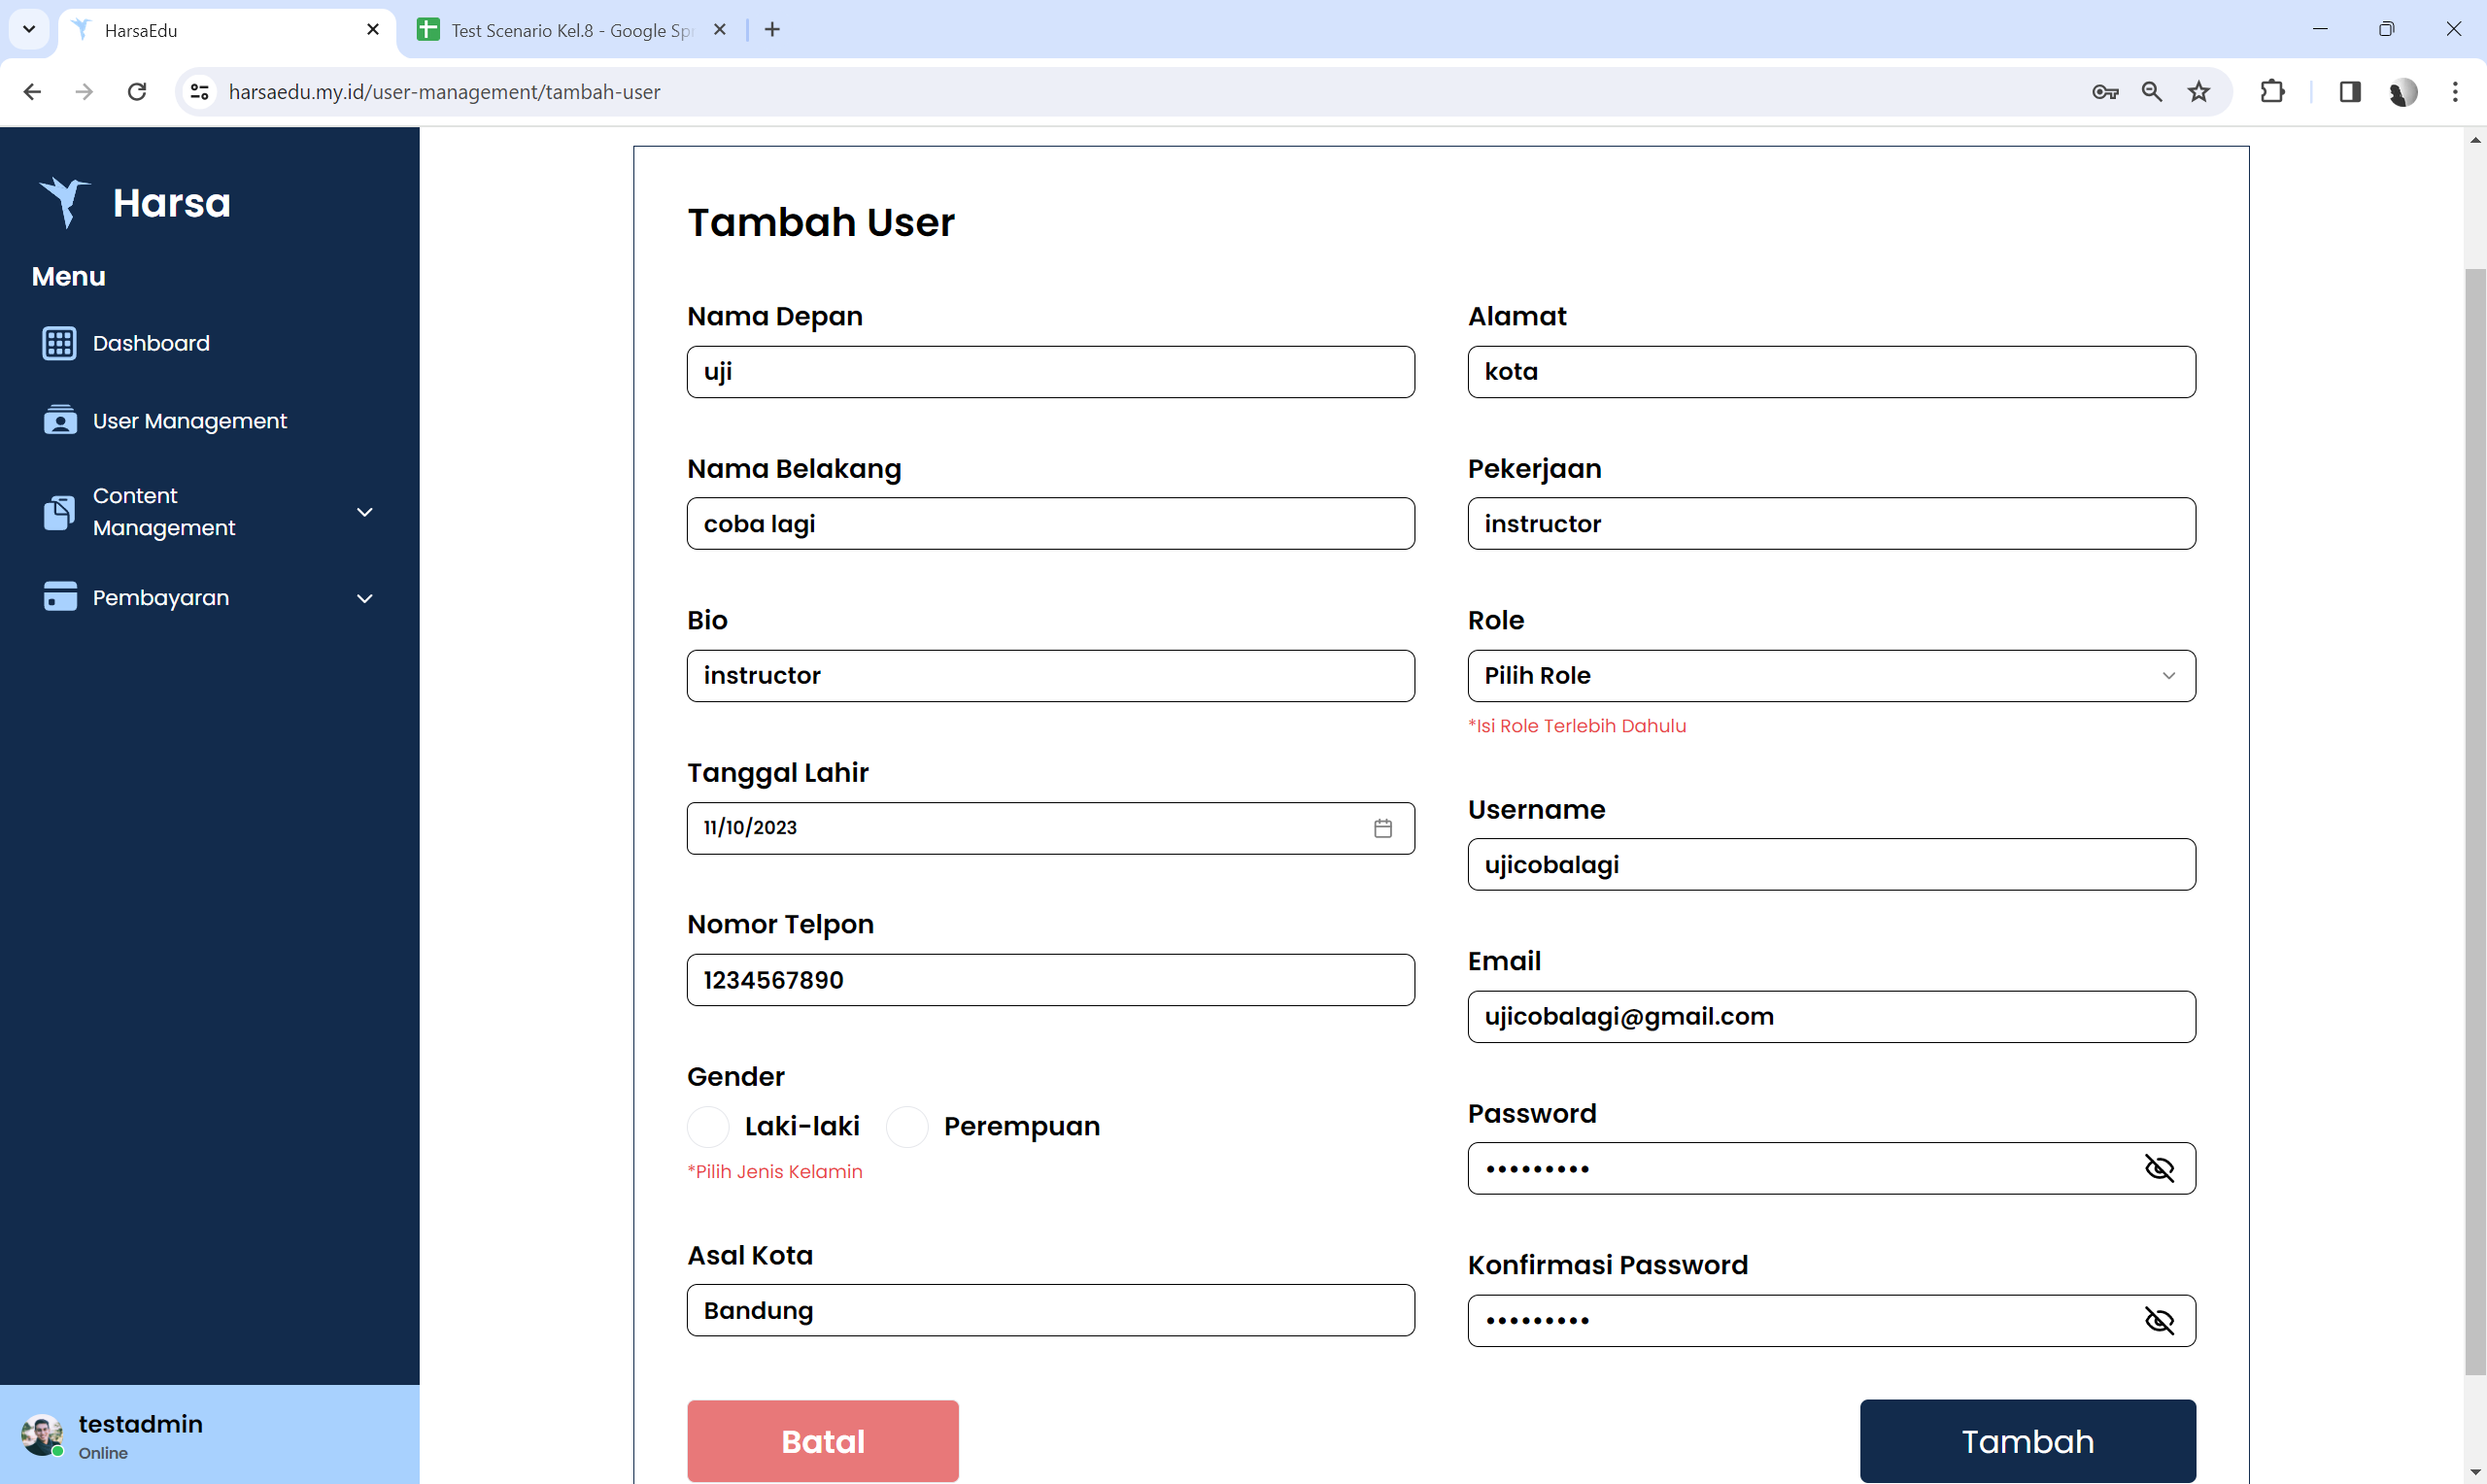 HarsaEdu
Test Scenario Kel.8 - Google Spr
harsaedu.my.id/user-management/tambah-user
Harsa
Menu
Dashboard
User Management
Content
Management
Pembayaran
testadmin
Online
Tambah User
Nama Depan
uji
Nama Belakang
coba lagi
Bio
instructor
Tanggal Lahir
11/10/2023
Nomor Telpon
1234567890
Gender
Laki-laki
Perempuan
*Pilih Jenis Kelamin
Asal Kota
Bandung
Batal
Alamat
kota
Pekerjaan
instructor
Role
Pilih Role
*Isi Role Terlebih Dahulu
Username
ujicobalagi
Email
ujicobalagi@gmail.com
Password
•••••••••
Konfirmasi Password
•••••••••
Tambah